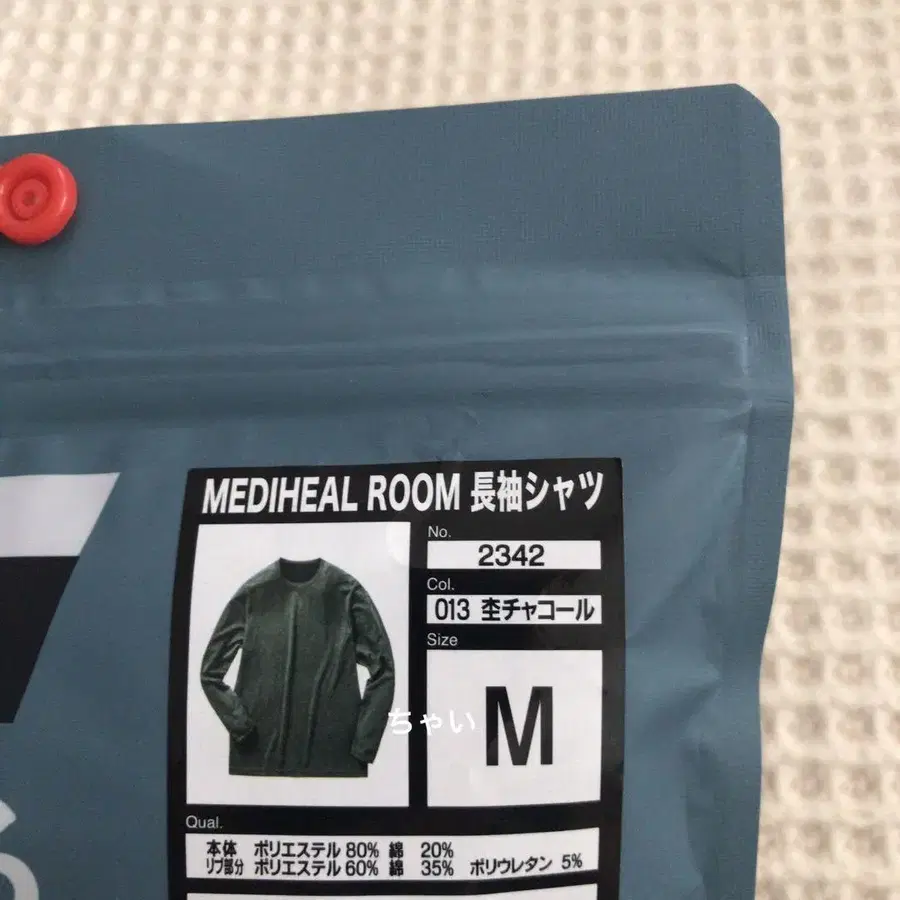 MEDIHEAL ROOM 長袖シャツ
No.
2342
Col.
013 杢チャコール
Size
M
ちゃい
Qual.
本体 ポリエステル 80% 綿 20%
リブ部分 ポリエステル 60% 綿 35% ポリウレタン 5%